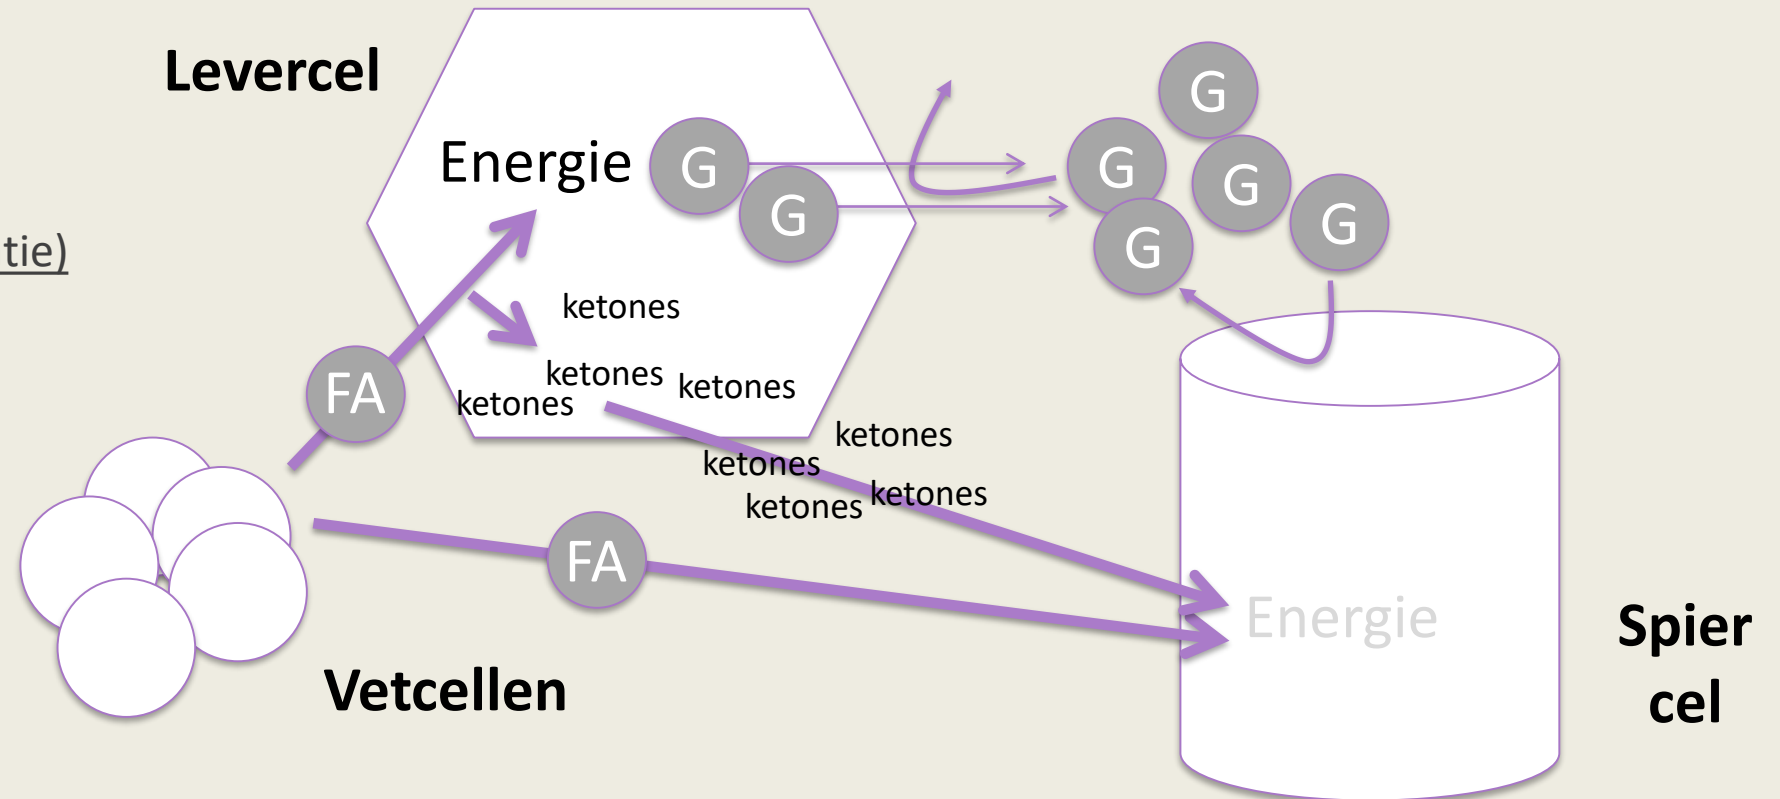 Levercel
G
Energie
G
G
G
G
G
G
tie)
ketones
ketones
ketones
ketones
FA
ketones
ketones
ketones
ketones
FA
Energie
Spier
cel
Vetcellen